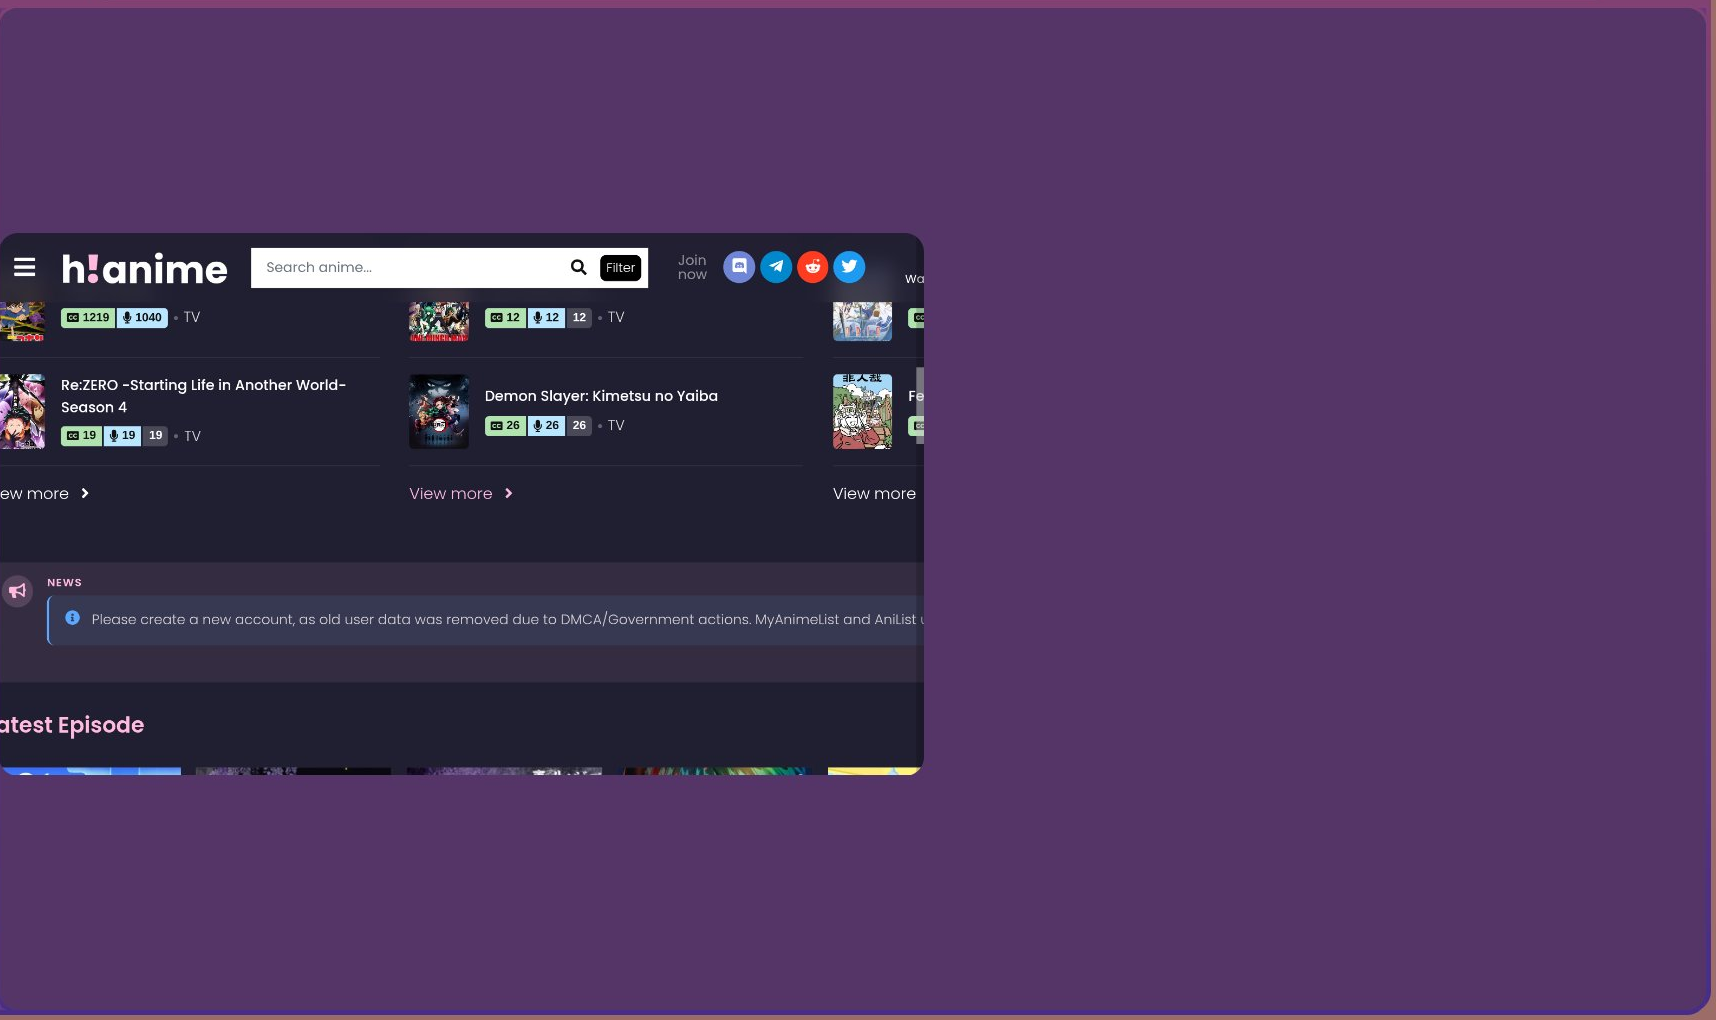 h!anime
Search anime...
Filter
Join
now
Wa
1219 1040 • TV
12 12 12 • TV
Re:ZERO -Starting Life in Another World-
Season 4
19 19 19 • TV
Demon Slayer: Kimetsu no Yaiba
26 26 26 • TV
Fe
ew more
View more
View more
NEWS
Please create a new account, as old user data was removed due to DMCA/Government actions. MyAnimeList and AniList u
atest Episode